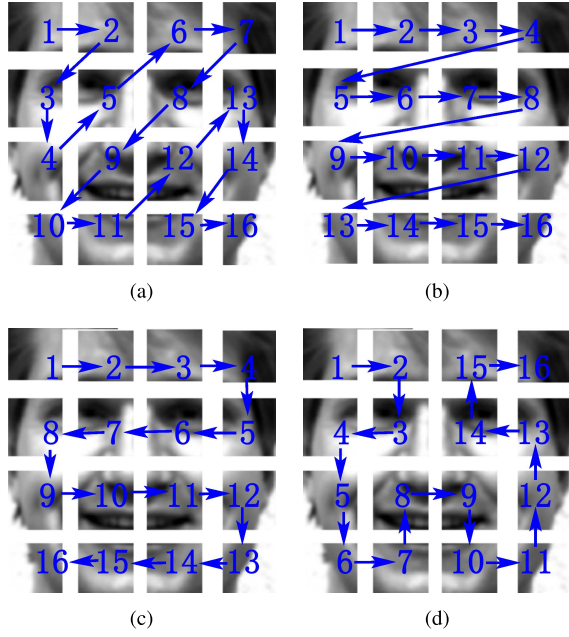 1 2 6 7
3 5 8 13
4 9 12 14
10 11 15 16
(a)
1 2 3 4
5 6 7 8
9 10 11 12
13 14 15 16
(b)
1 2 3 4
8 7 6 5
9 10 11 12
16 15 14 13
(c)
1 2 15 16
4 3 14 13
5 8 9 12
6 7 10 11
(d)